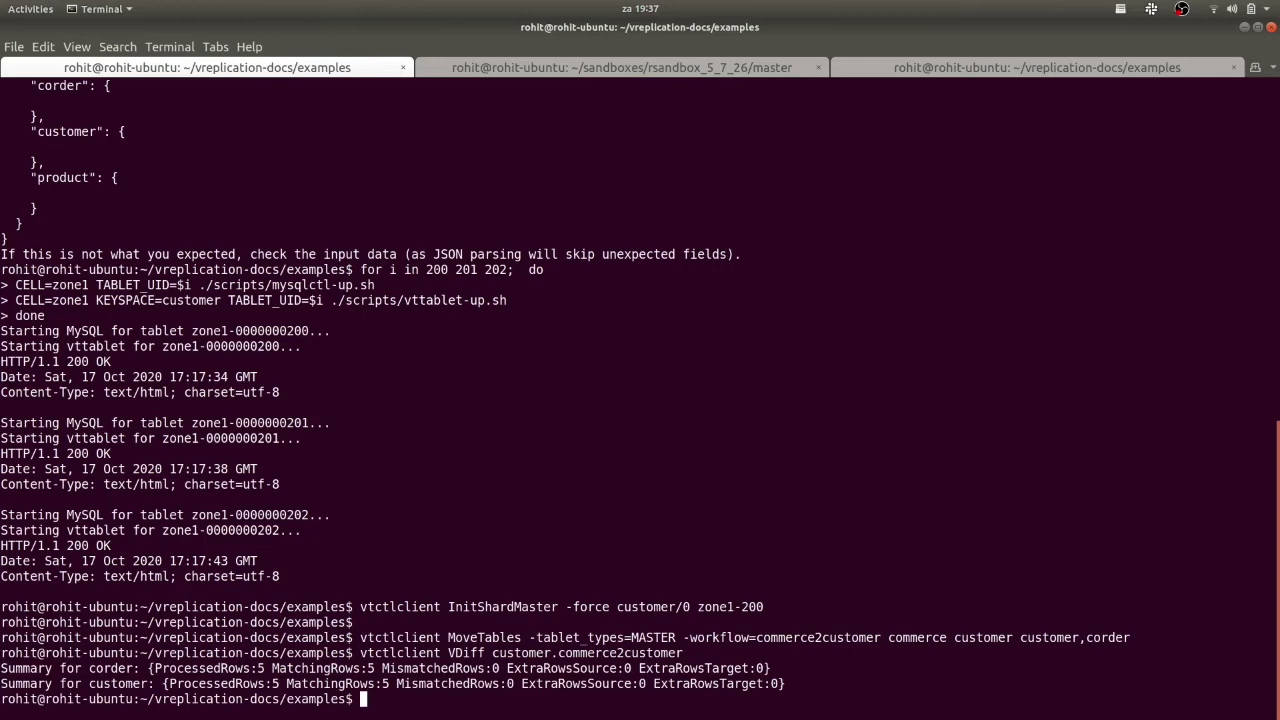 Activities Terminal za 19:37
rohit@rohit-ubuntu: ~/vreplication-docs/examples
File Edit View Search Terminal Tabs Help
rohit@rohit-ubuntu: ~/vreplication-docs/examples × rohit@rohit-ubuntu: ~/sandboxes/rsandbox_5_7_26/master × rohit@rohit-ubuntu: ~/vreplication-docs/examples ×
"corder": {
},
"customer": {
},
"product": {
}
}
}
If this is not what you expected, check the input data (as JSON parsing will skip unexpected fields).
rohit@rohit-ubuntu:~/vreplication-docs/examples$ for i in 200 201 202;  do
> CELL=zone1 TABLET_UID=$i ./scripts/mysqlctl-up.sh
> CELL=zone1 KEYSPACE=customer TABLET_UID=$i ./scripts/vttablet-up.sh
> done
Starting MySQL for tablet zone1-0000000200...
Starting vttablet for zone1-0000000200...
HTTP/1.1 200 OK
Date: Sat, 17 Oct 2020 17:17:34 GMT
Content-Type: text/html; charset=utf-8
Starting MySQL for tablet zone1-0000000201...
Starting vttablet for zone1-0000000201...
HTTP/1.1 200 OK
Date: Sat, 17 Oct 2020 17:17:38 GMT
Content-Type: text/html; charset=utf-8
Starting MySQL for tablet zone1-0000000202...
Starting vttablet for zone1-0000000202...
HTTP/1.1 200 OK
Date: Sat, 17 Oct 2020 17:17:43 GMT
Content-Type: text/html; charset=utf-8
rohit@rohit-ubuntu:~/vreplication-docs/examples$ vtctlclient InitShardMaster -force customer/0 zone1-200
rohit@rohit-ubuntu:~/vreplication-docs/examples$
rohit@rohit-ubuntu:~/vreplication-docs/examples$ vtctlclient MoveTables -tablet_types=MASTER -workflow=commerce2customer commerce customer customer,corder
rohit@rohit-ubuntu:~/vreplication-docs/examples$ vtctlclient VDiff customer.commerce2customer
Summary for corder: {ProcessedRows:5 MatchingRows:5 MismatchedRows:0 ExtraRowsSource:0 ExtraRowsTarget:0}
Summary for customer: {ProcessedRows:5 MatchingRows:5 MismatchedRows:0 ExtraRowsSource:0 ExtraRowsTarget:0}
rohit@rohit-ubuntu:~/vreplication-docs/examples$